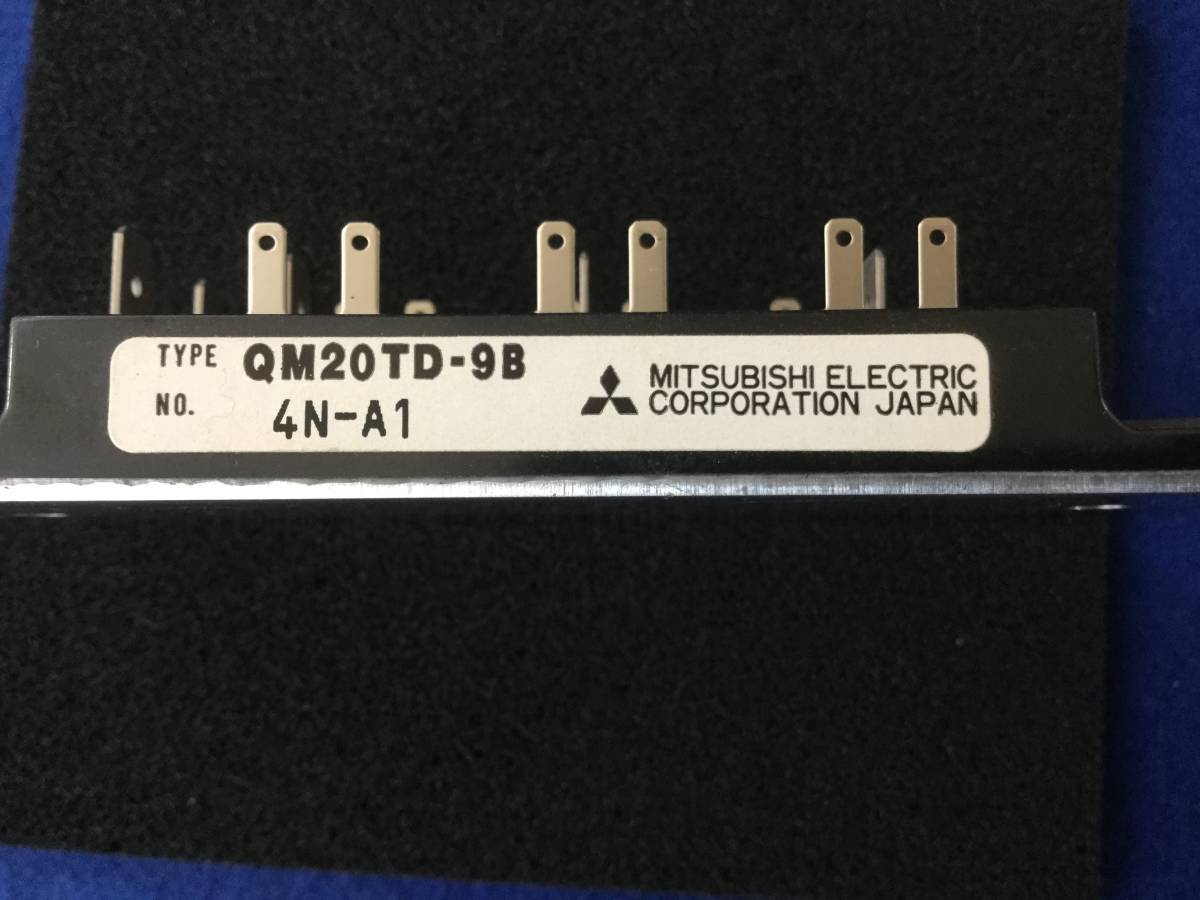 TYPE QM20TD-9B
NO. 4N-A1
MITSUBISHI ELECTRIC
CORPORATION JAPAN